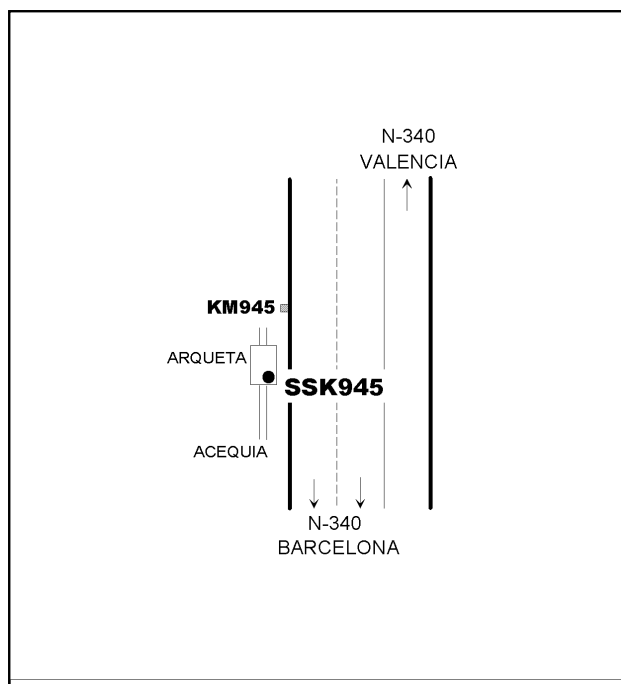 N-340
VALENCIA
KM945
ARQUETA
SSK945
ACEQUIA
N-340
BARCELONA